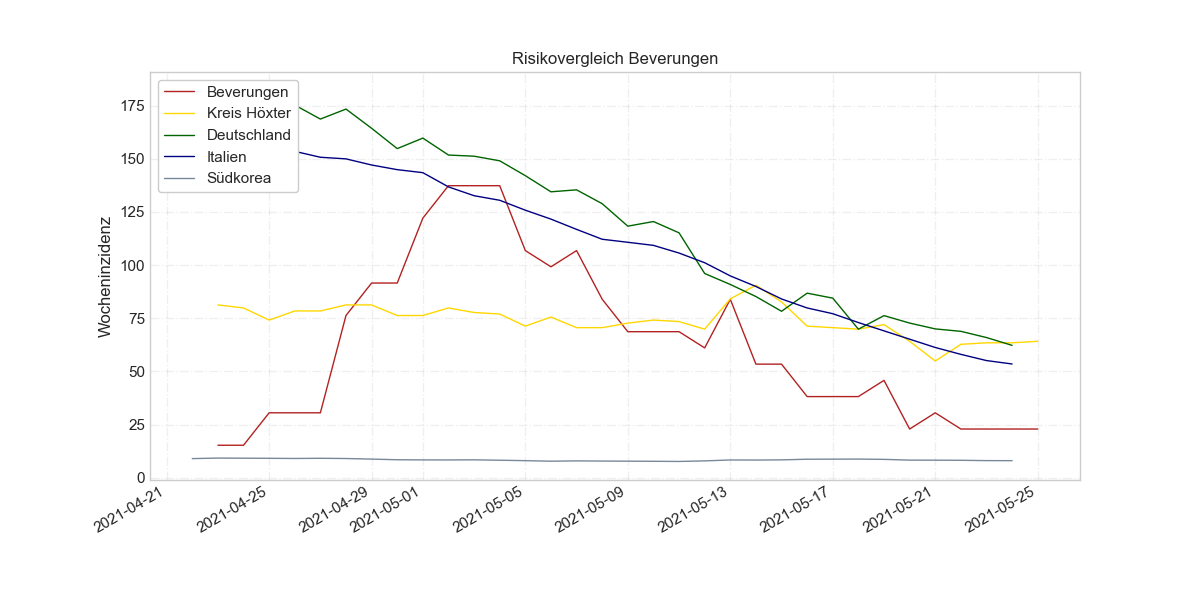 Risikovergleich Beverungen
Beverungen
Kreis Höxter
Deutschland
Italien
Südkorea
Wocheninzidenz
175
150
125
100
75
50
25
0
2021-04-21
2021-04-25
2021-04-29
2021-05-01
2021-05-05
2021-05-09
2021-05-13
2021-05-17
2021-05-21
2021-05-25